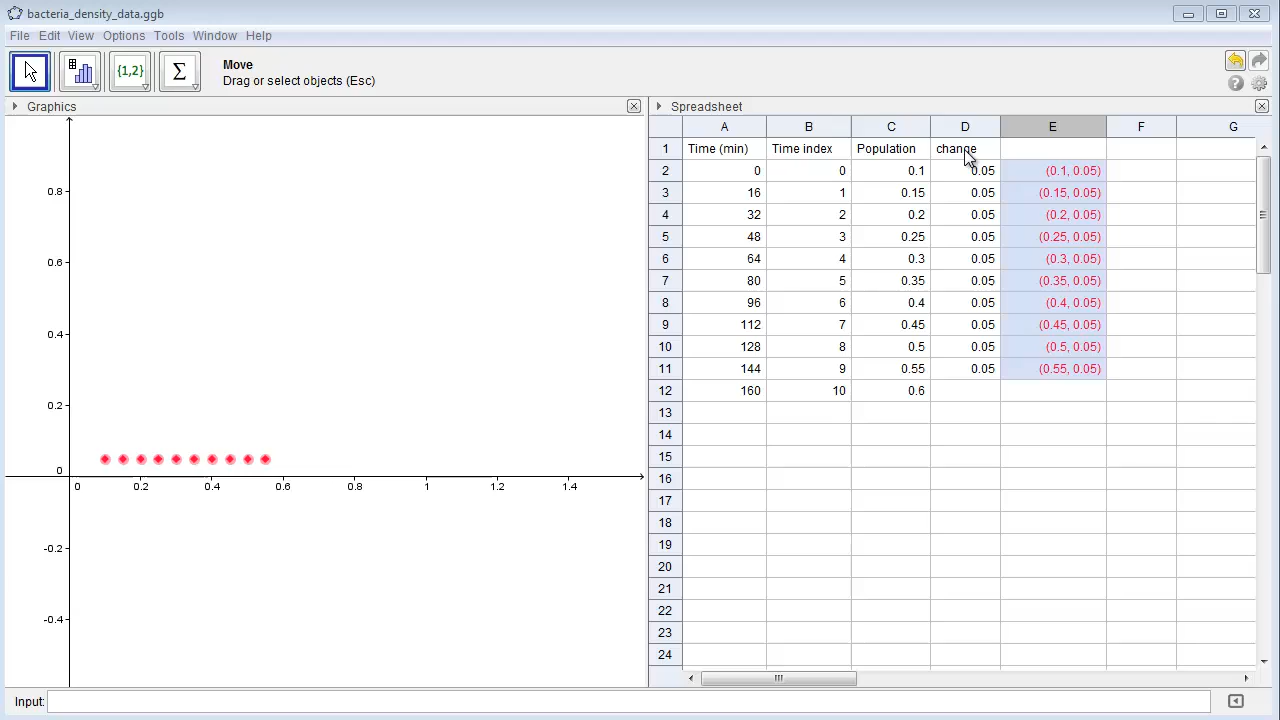 bacteria_density_data.ggb
File Edit View Options Tools Window Help
{1,2} Σ Move
Drag or select objects (Esc)
Graphics
Spreadsheet
0.8
0.6
0.4
0.2
0
0 0.2 0.4 0.6 0.8 1 1.2 1.4
-0.2
-0.4
A B C D E F G
1 Time (min) Time index Population change
2 0 0 0.1 0.05 (0.1, 0.05)
3 16 1 0.15 0.05 (0.15, 0.05)
4 32 2 0.2 0.05 (0.2, 0.05)
5 48 3 0.25 0.05 (0.25, 0.05)
6 64 4 0.3 0.05 (0.3, 0.05)
7 80 5 0.35 0.05 (0.35, 0.05)
8 96 6 0.4 0.05 (0.4, 0.05)
9 112 7 0.45 0.05 (0.45, 0.05)
10 128 8 0.5 0.05 (0.5, 0.05)
11 144 9 0.55 0.05 (0.55, 0.05)
12 160 10 0.6
13
14
15
16
17
18
19
20
21
22
23
24
Input: